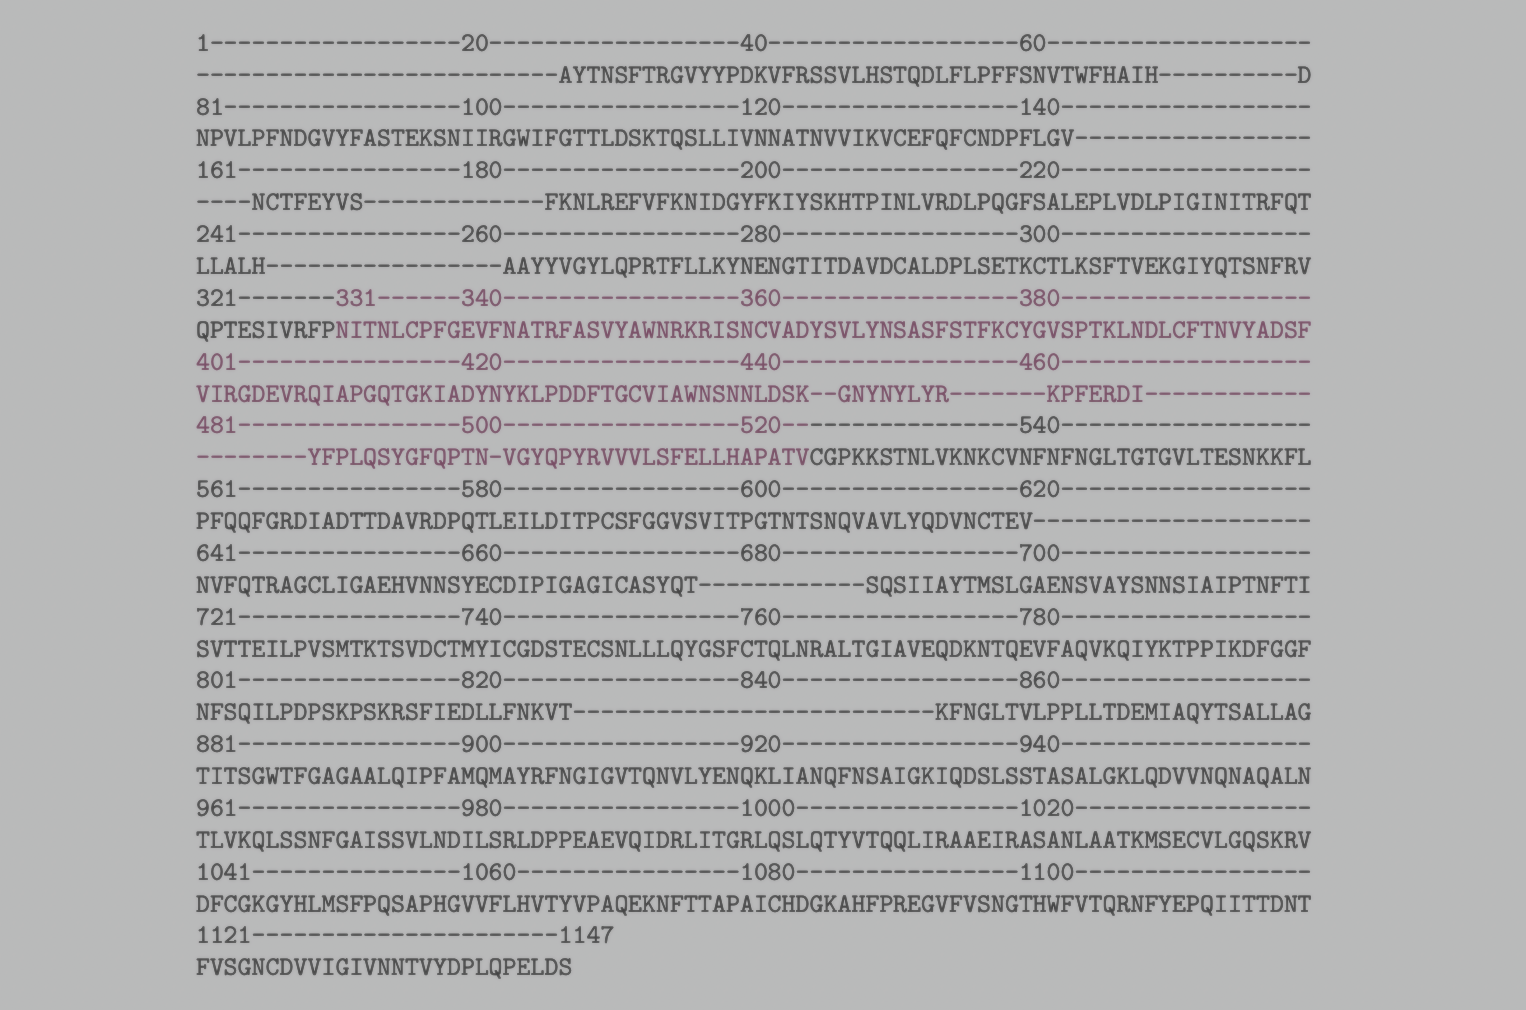 1------------------20------------------40------------------60-------------------
--------------------------AYTNSFTRGVYYPDKVFRSSVLHSTQDLFLPFFSNVTWFHAIH----------D
81-----------------100-----------------120-----------------140------------------
NPVLPFNDGVYFASTEKSNIIRGWIFGTTLDSKTQSLLIVNNATNVVIKVCEFQFCNDPFLGV-----------------
161----------------180-----------------200-----------------220------------------
----NCTFEYVS-------------FKNLREFVFKNIDGYFKIYSKHTPINLVRDLPQGFSALEPLVDLPIGINITRFQT
241----------------260-----------------280-----------------300------------------
LLALH-----------------AAYYVGYLQPRTFLLKYNENGTITDAVDCALDPLSETKCTLKSFTVEKGIYQTSNFRV
321-------331------340-----------------360-----------------380------------------
QPTESIVRFPNITNLCPFGEVFNATRFASVYAWNRKRISNCVADYSVLYNSASFSTFKCYGVSPTKLNDLCFTNVYADSF
401----------------420-----------------440-----------------460------------------
VIRGDEVRQIAPGQTGKIADYNYKLPDDFTGCVIAWNSNNLDSK--GNYNYLYR-------KPFERDI------------
481----------------500-----------------520-----------------540------------------
--------YFPLQSYGFQPTN-VGYQPYRVVVLSFELLHAPATVCGPKKSTNLVKNKCVNFNFNGLTGTGVLTESNKKFL
561----------------580-----------------600-----------------620------------------
PFQQFGRDIADTTDAVRDPQTLEILDITPCSFGGVSVITPGTNTSNQVAVLYQDVNCTEV--------------------
641----------------660-----------------680-----------------700------------------
NVFQTRAGCLIGAEHVNNSYECDIPIGAGICASYQT------------SQSIIAYTMSLGAENSVAYSNNSIAIPTNFTI
721----------------740-----------------760-----------------780------------------
SVTTEILPVSMTKTSVDCTMYICGDSTECSNLLLQYGSFCTQLNRALTGIAVEQDKNTQEVFAQVKQIYKTPPIKDFGGF
801----------------820-----------------840-----------------860------------------
NFSQILPDPSKPSKRSFIEDLLFNKVT--------------------------KFNGLTVLPPLLTDEMIAQYTSALLAG
881----------------900-----------------920-----------------940------------------
TITSGWTFGAGAALQIPFAMQMAYRFNGIGVTQNVLYENQKLIANQFNSAIGKIQDSLSSTASALGKLQDVVNQNAQALN
961----------------980-----------------1000----------------1020-----------------
TLVKQLSSNFGAISSVLNDILSRLDPPEAEVQIDRLITGRLQSLQTYVTQQLIRAAEIRASANLAATKMSECVLGQSKRV
1041---------------1060----------------1080----------------1100-----------------
DFCGKGYHLMSFPQSAPHGVVFLHVTYVPAQEKNFTTAPAICHDGKAHFPREGVFVSNGTHWFVTQRNFYEPQIITTDNT
1121----------------------1147
FVSGNCDVVIGIVNNTVYDPLQPELDS